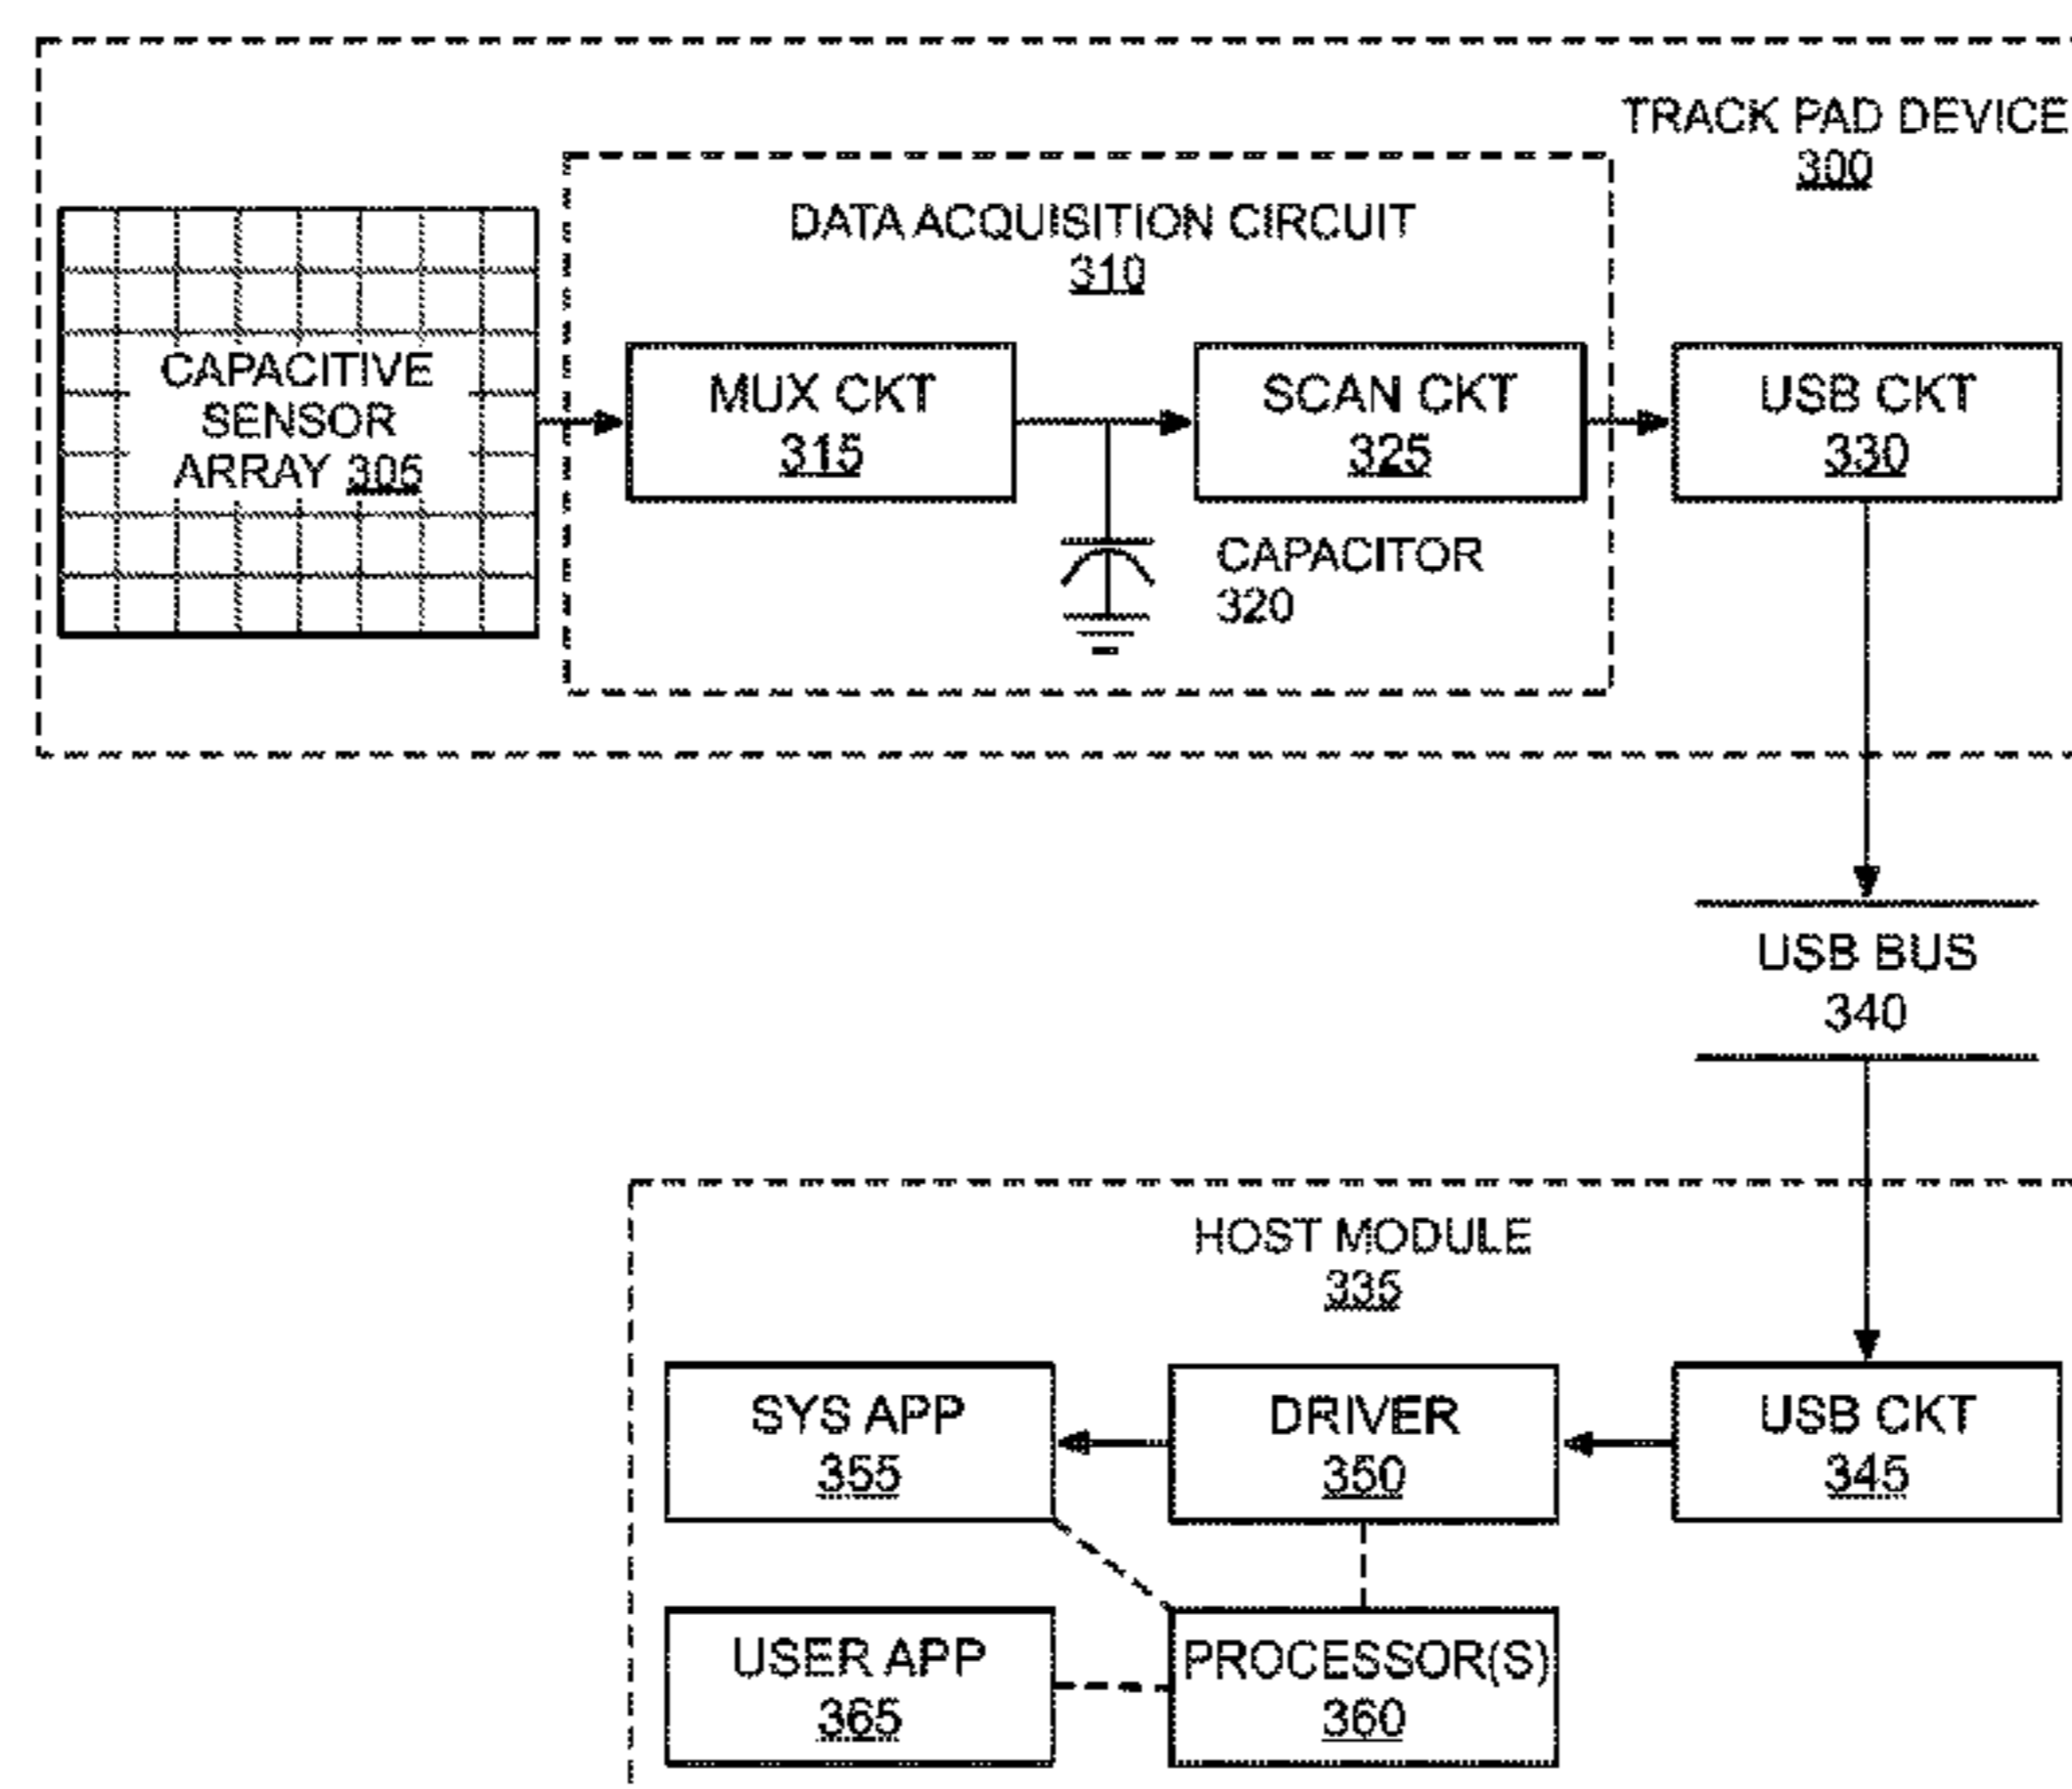 TRACK PAD DEVICE
300
DATA ACQUISITION CIRCUIT
310
CAPACITIVE
SENSOR
ARRAY 305
MUX CKT
315
SCAN CKT
325
USB CKT
330
CAPACITOR
320
USB BUS
340
HOST MODULE
335
SYS APP
355
DRIVER
350
USB CKT
345
USER APP
365
PROCESSOR(S)
360